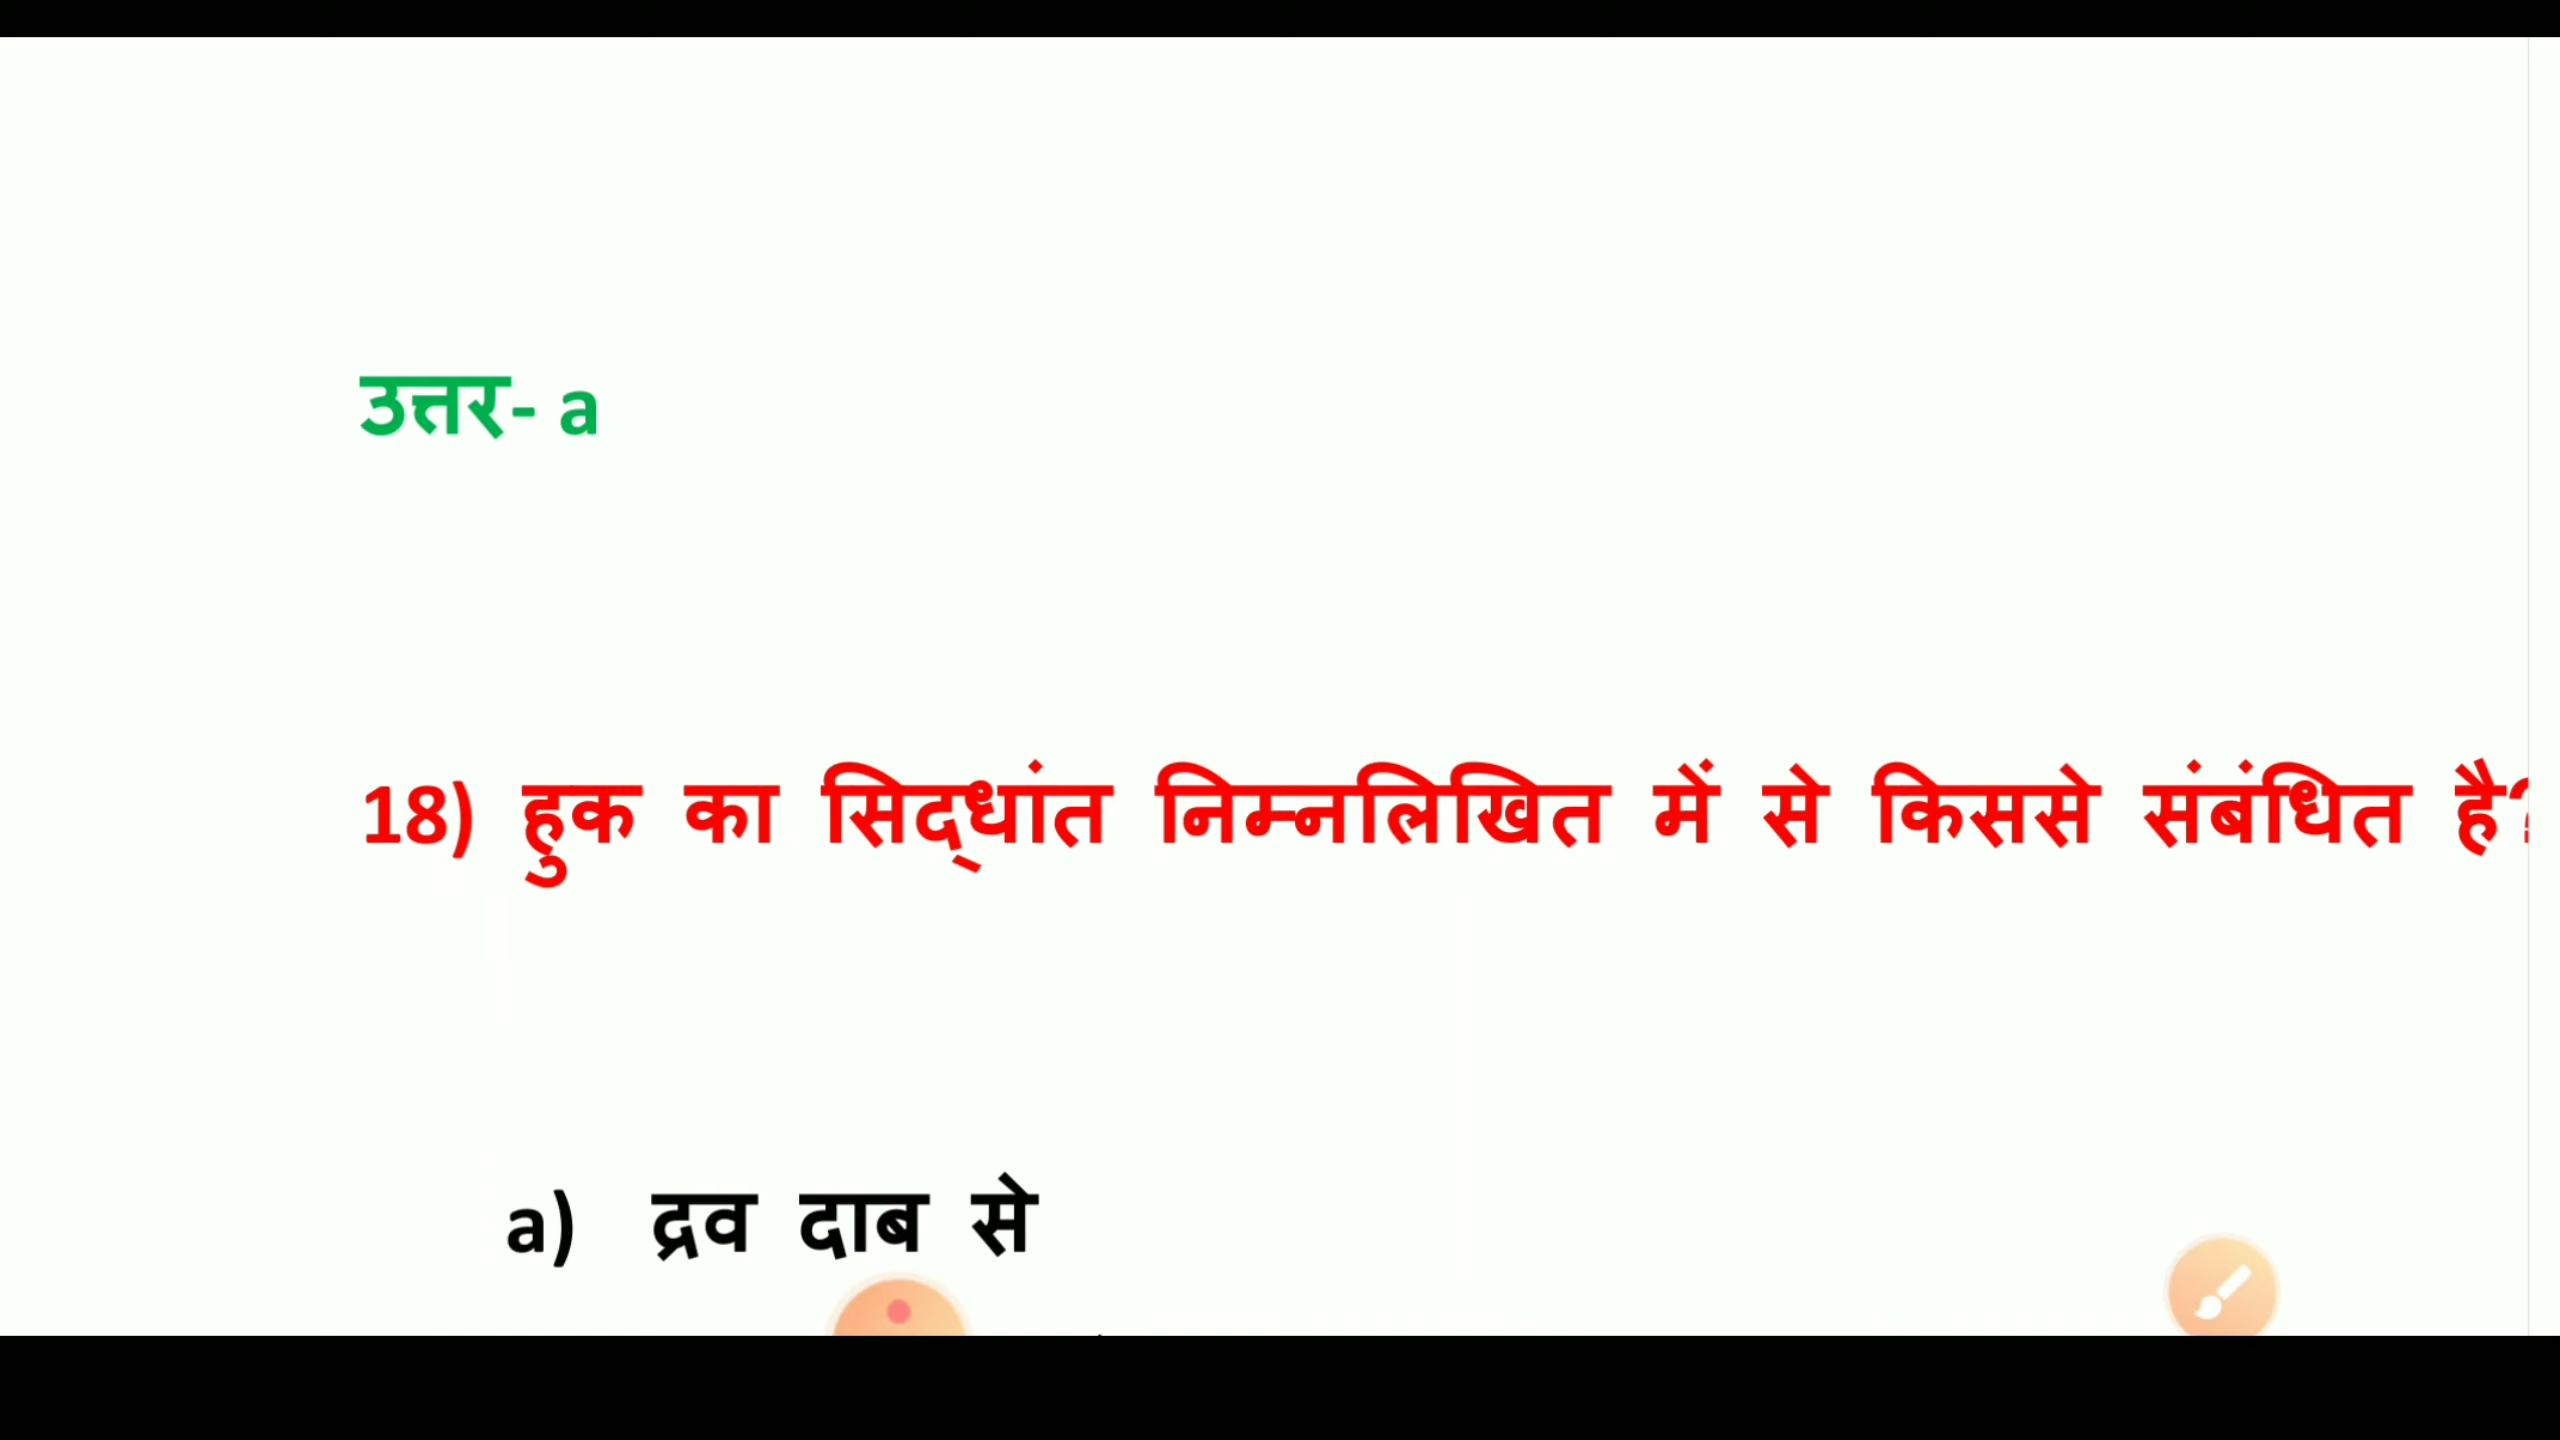 उत्तर- a
18) हुक का सिद्‌धांत निम्नलिखित में से किससे संबंधित है?
a) द्रव दाब से